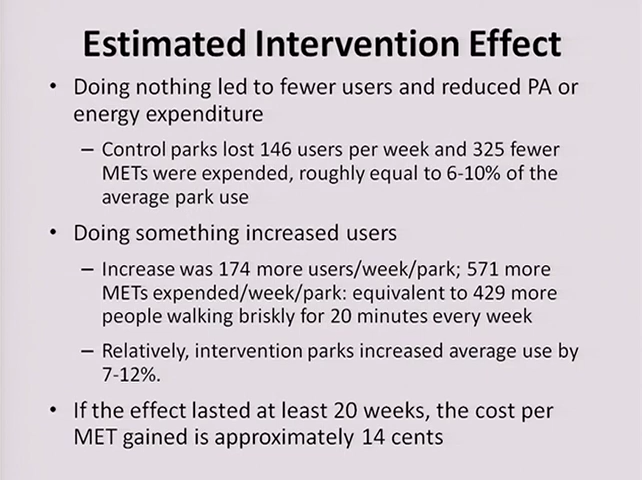 Estimated Intervention Effect
• Doing nothing led to fewer users and reduced PA or
energy expenditure
– Control parks lost 146 users per week and 325 fewer
METs were expended, roughly equal to 6-10% of the
average park use
• Doing something increased users
– Increase was 174 more users/week/park; 571 more
METs expended/week/park: equivalent to 429 more
people walking briskly for 20 minutes every week
– Relatively, intervention parks increased average use by
7-12%.
• If the effect lasted at least 20 weeks, the cost per
MET gained is approximately 14 cents